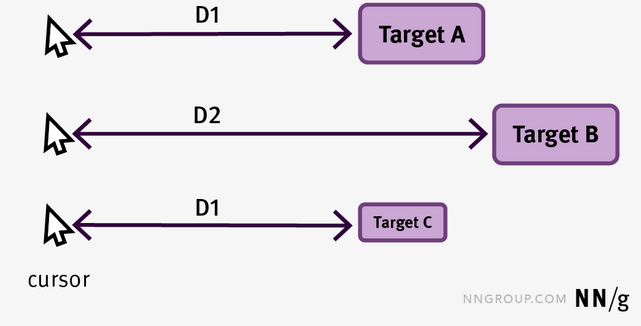 D1
Target A
D2
Target B
D1
Target C
cursor
NNGROUP.COM NN/g